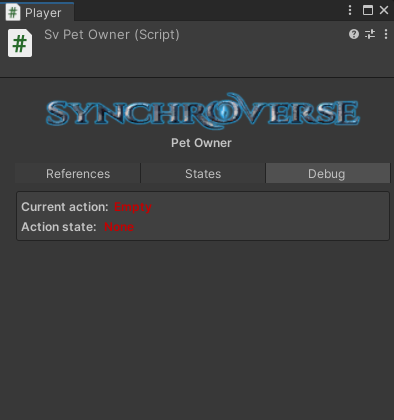 Player
Sv Pet Owner (Script)
SYNCHROVERSE
Pet Owner
References
States
Debug
Current action: Empty
Action state: None